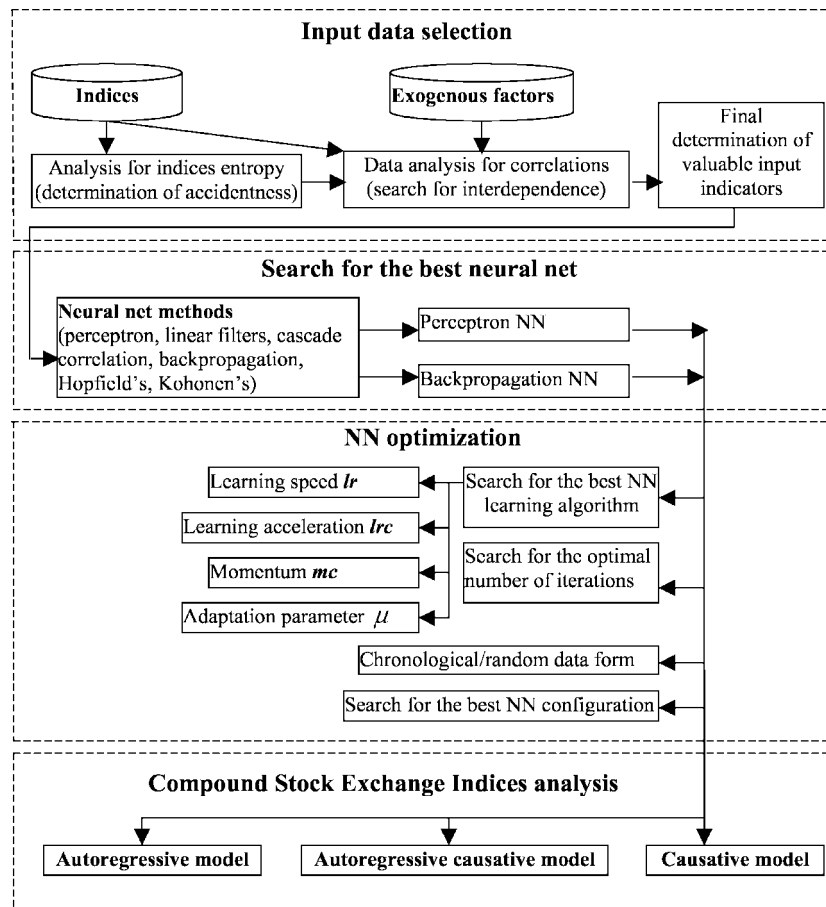 Input data selection
Indices
Exogenous factors
Final
determination of
valuable input
indicators
Analysis for indices entropy
(determination of accidentness)
Data analysis for correlations
(search for interdependence)
Search for the best neural net
Neural net methods
(perceptron, linear filters, cascade
correlation, backpropagation,
Hopfield's, Kohonen's)
Perceptron NN
Backpropagation NN
NN optimization
Learning speed lr
Learning acceleration lrc
Momentum mc
Adaptation parameter μ
Search for the best NN
learning algorithm
Search for the optimal
number of iterations
Chronological/random data form
Search for the best NN configuration
Compound Stock Exchange Indices analysis
Autoregressive model
Autoregressive causative model
Causative model